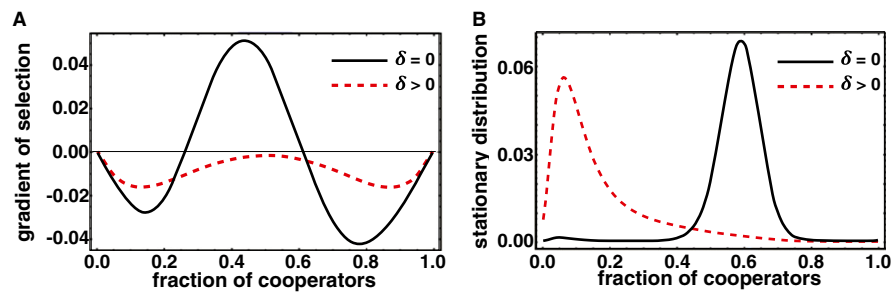 A
gradient of selection
0.04
0.02
0.00
-0.02
-0.04
δ = 0
δ > 0
0.0 0.2 0.4 0.6 0.8 1.0
fraction of cooperators
B
stationary distribution
0.06
0.03
0.00
δ = 0
δ > 0
0.0 0.2 0.4 0.6 0.8 1.0
fraction of cooperators